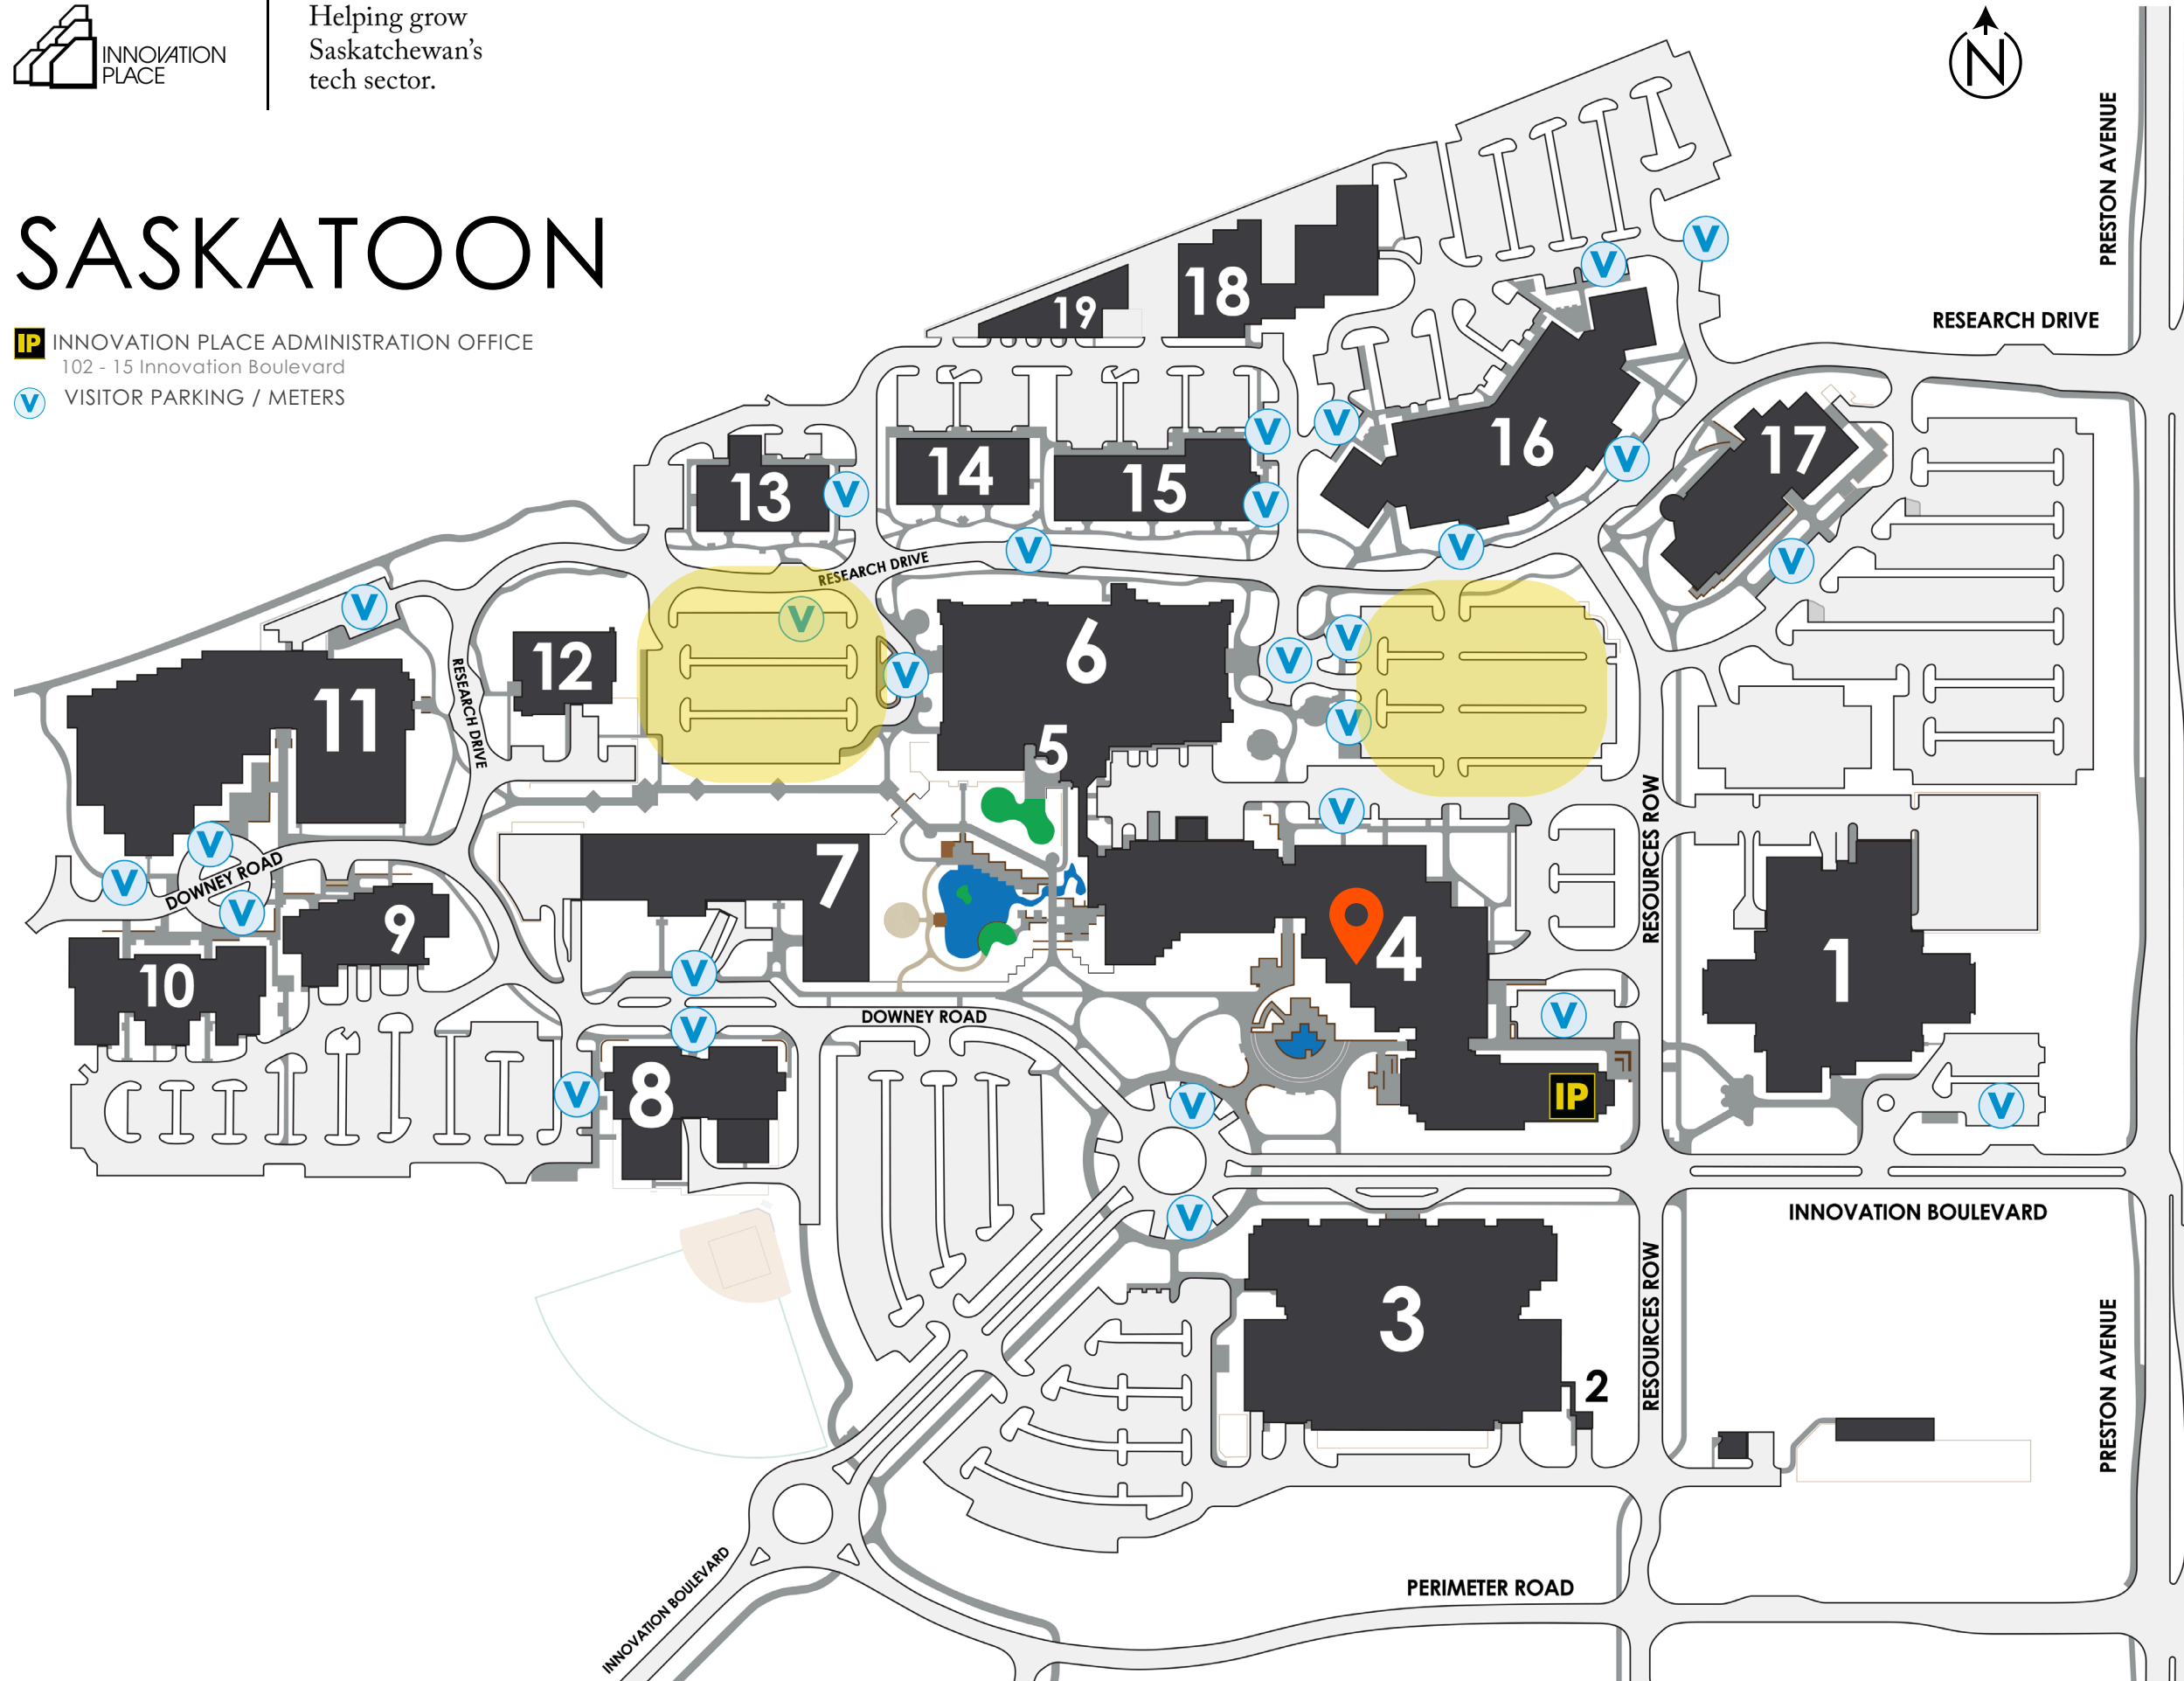 INNOVATION
PLACE
Helping grow
Saskatchewan's
tech sector.
N
SASKATOON
IP INNOVATION PLACE ADMINISTRATION OFFICE
102 - 15 Innovation Boulevard
V VISITOR PARKING / METERS
PRESTON AVENUE
RESEARCH DRIVE
V
V
18
19
V
V
16
17
V
13
V
14
15
V
V
V
V
V
RESEARCH DRIVE
V
V
12
6
V
V
V
V
11
RESEARCH DRIVE
5
V
RESOURCES ROW
V
V
DOWNEY ROAD
V
7
9
4
1
10
V
V
V
DOWNEY ROAD
8
V
IP
V
V
V
INNOVATION BOULEVARD
3
2
RESOURCES ROW
PRESTON AVENUE
INNOVATION BOULEVARD
PERIMETER ROAD